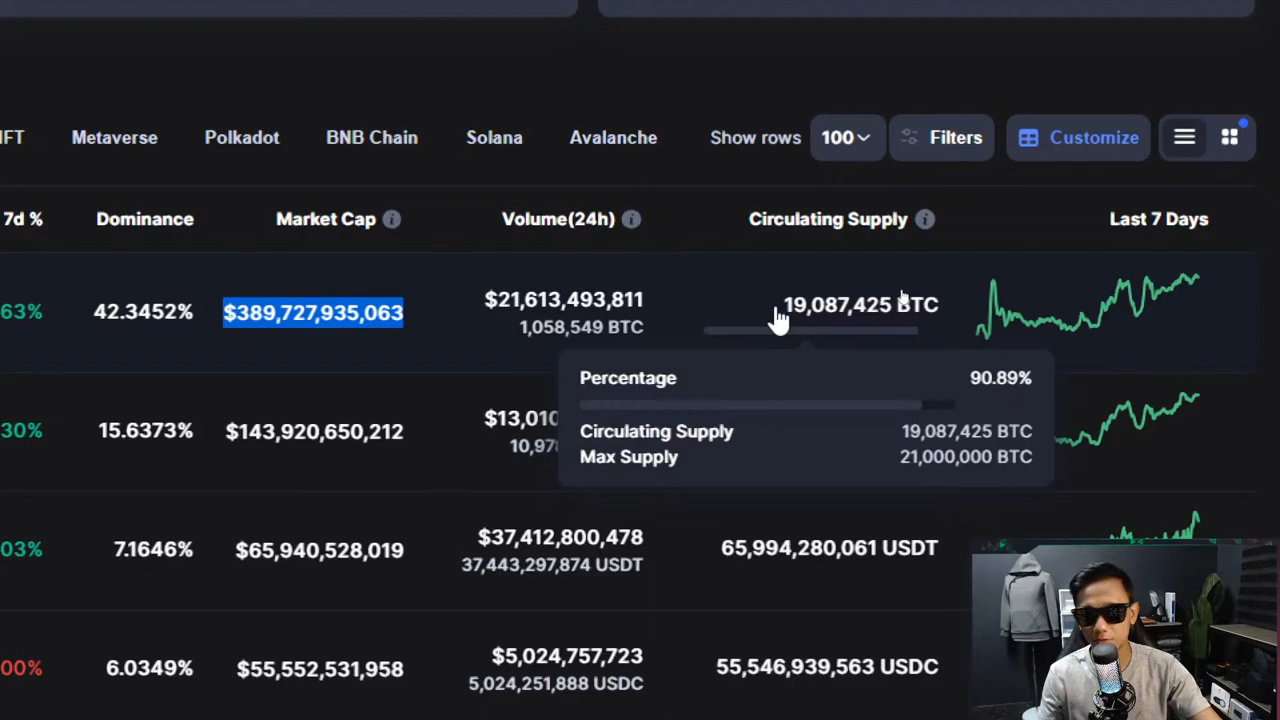 Metaverse Polkadot BNB Chain Solana Avalanche Show rows 100 Filters Customize
7d % Dominance Market Cap Volume(24h) Circulating Supply Last 7 Days
63% 42.3452% $389,727,935,063 $21,613,493,811 19,087,425 BTC
1,058,549 BTC
Percentage 90.89%
30% 15.6373% $143,920,650,212
Circulating Supply 19,087,425 BTC
Max Supply 21,000,000 BTC
03% 7.1646% $65,940,528,019 $37,412,800,478 65,994,280,061 USDT
37,443,297,874 USDT
00% 6.0349% $55,552,531,958 $5,024,757,723 55,546,939,563 USDC
5,024,251,888 USDC